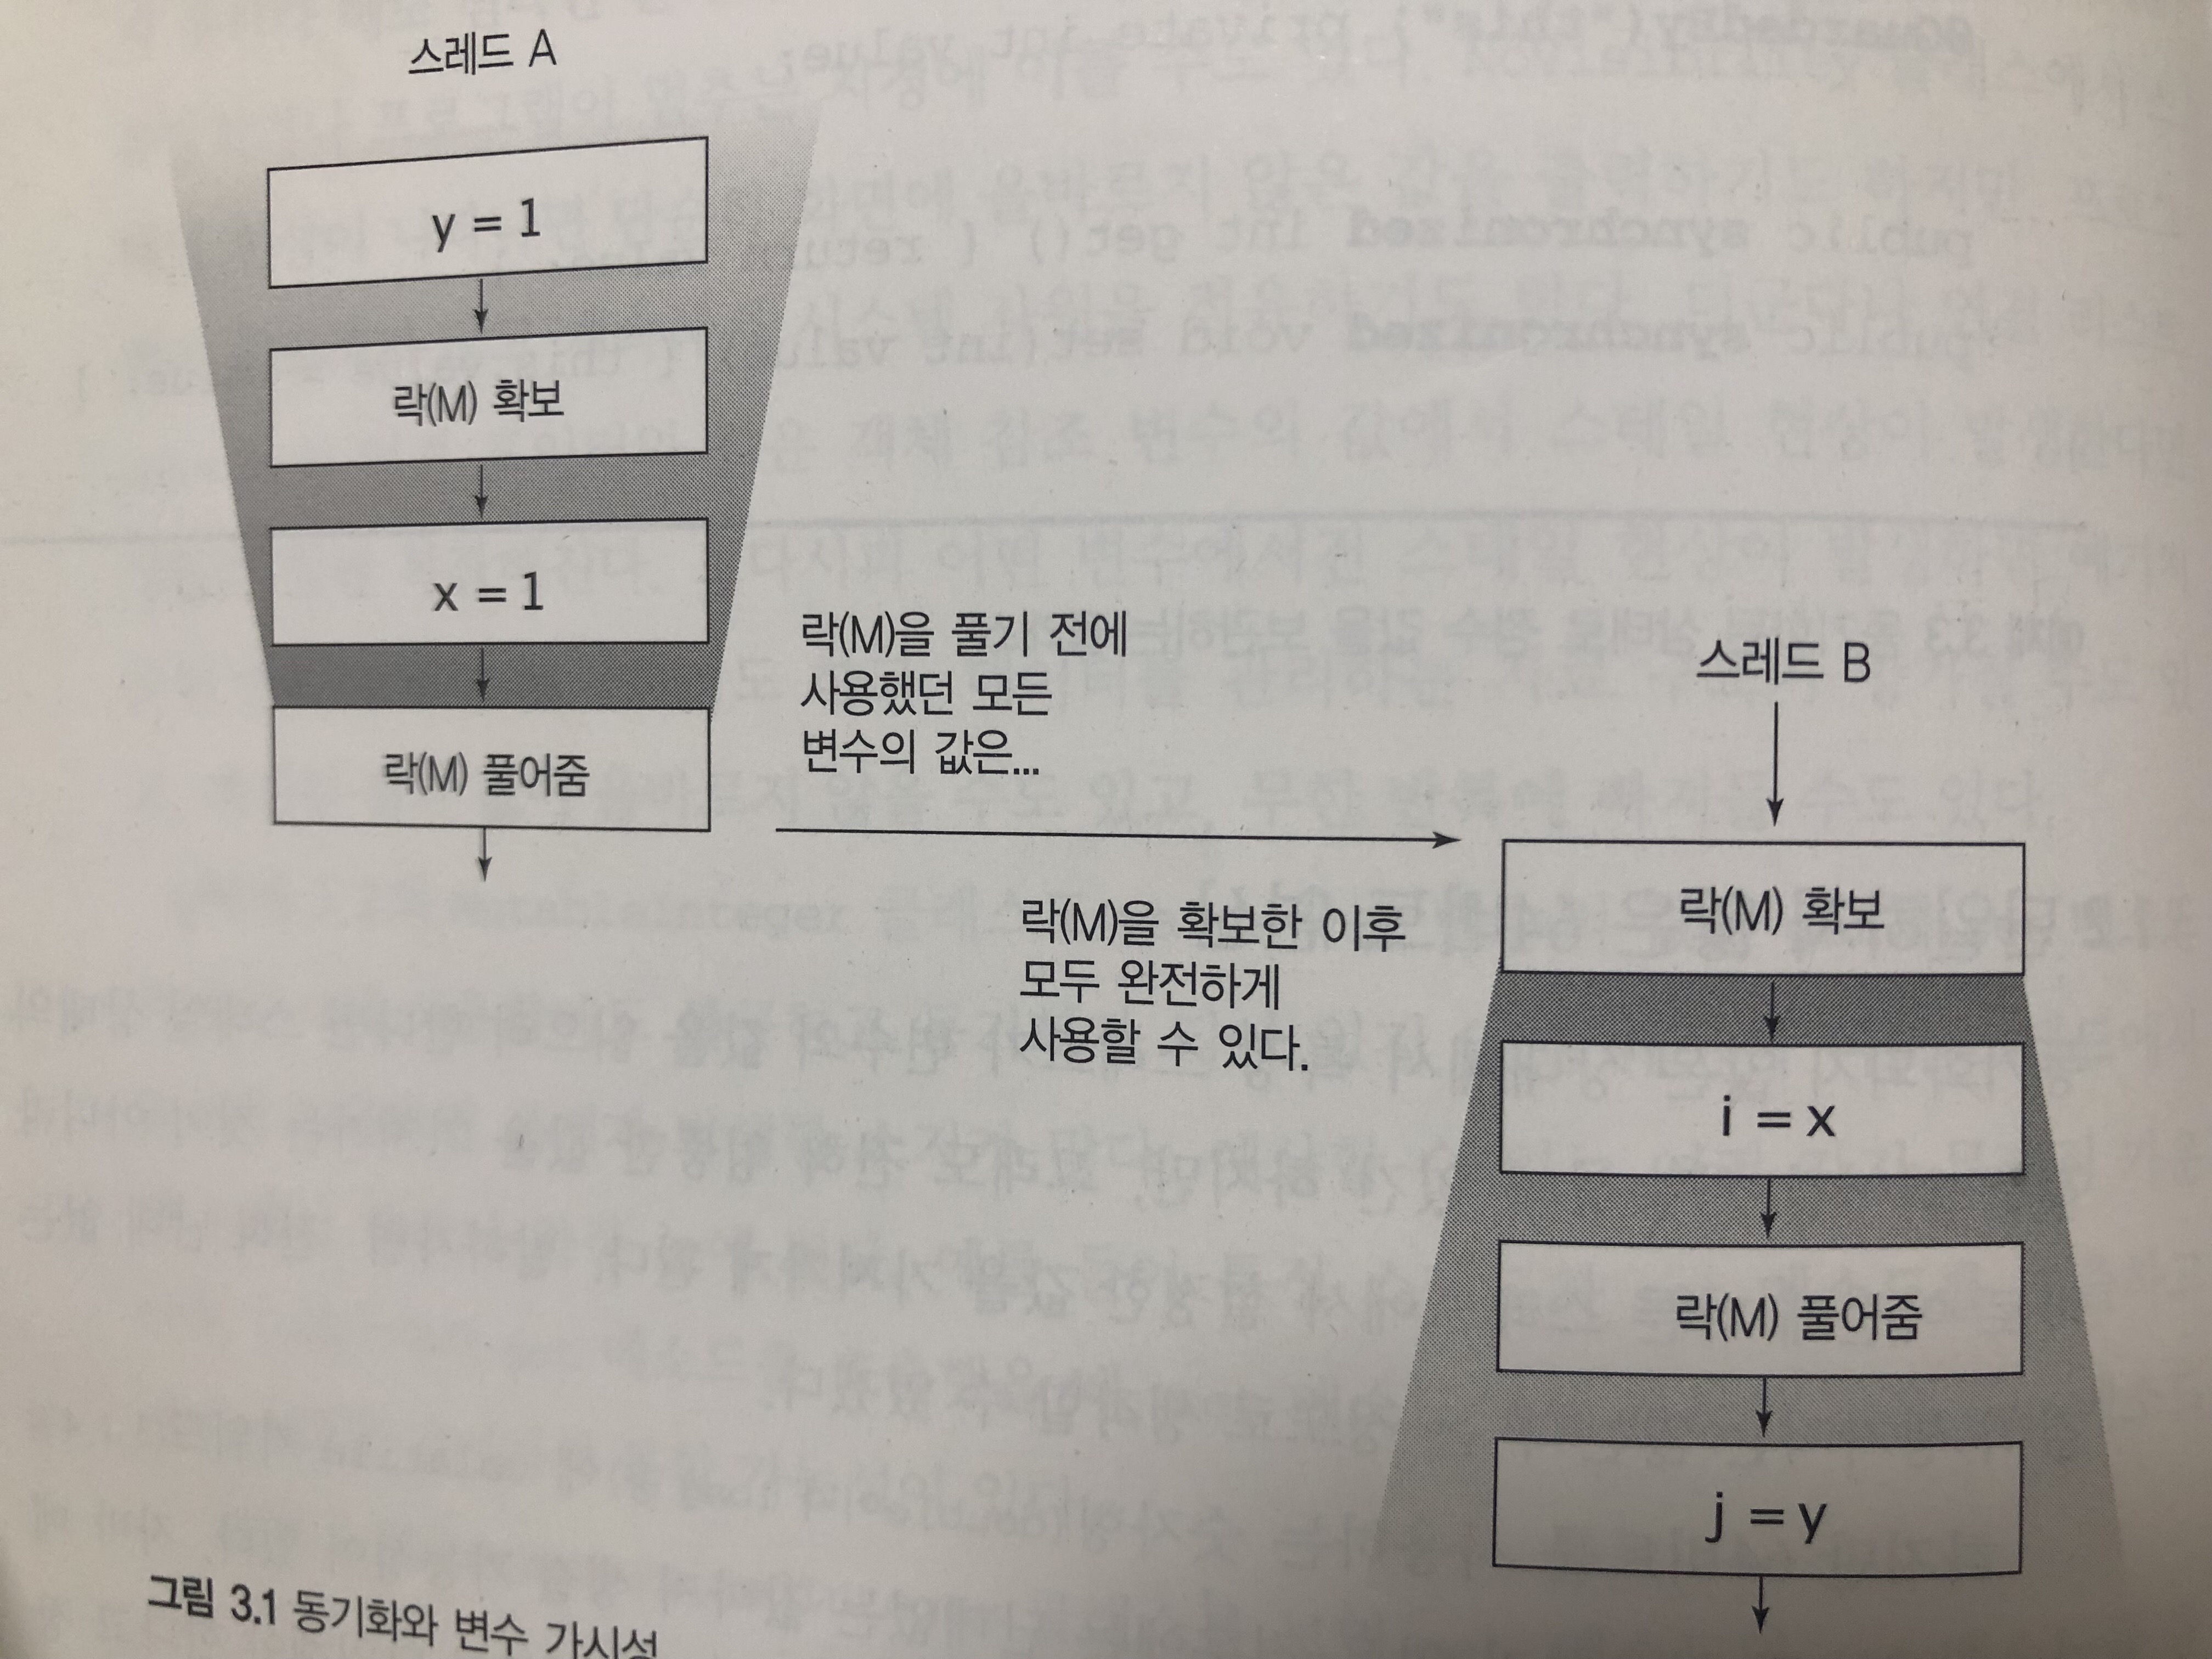 스레드 A
y = 1
락(M) 확보
x = 1
락(M) 풀어줌
락(M)을 풀기 전에
사용했던 모든
변수의 값은...
락(M)을 확보한 이후
모두 완전하게
사용할 수 있다.
스레드 B
락(M) 확보
i = x
락(M) 풀어줌
j = y
그림 3.1 동기화와 변수 가시성